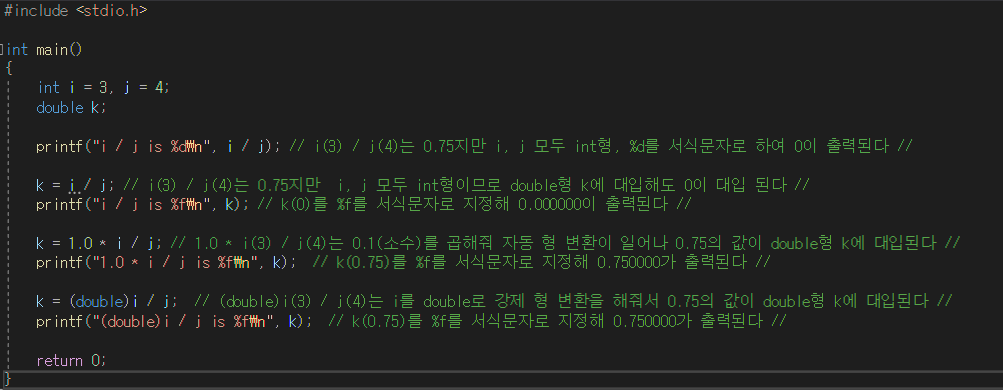 #include <stdio.h>
int main()
{
int i = 3, j = 4;
double k;
printf("i / j is %d₩n", i / j); // i(3) / j(4)는 0.75지만 i, j 모두 int형, %d를 서식문자로 하여 0이 출력된다 //
k = i / j; // i(3) / j(4)는 0.75지만  i, j 모두 int형이므로 double형 k에 대입해도 0이 대입 된다 //
printf("i / j is %f₩n", k); // k(0)를 %f를 서식문자로 지정해 0.000000이 출력된다 //
k = 1.0 * i / j; // 1.0 * i(3) / j(4)는 0.1(소수)를 곱해줘 자동 형 변환이 일어나 0.75의 값이 double형 k에 대입된다 //
printf("1.0 * i / j is %f₩n", k);  // k(0.75)를 %f를 서식문자로 지정해 0.750000가 출력된다 //
k = (double)i / j;  // (double)i(3) / j(4)는 i를 double로 강제 형 변환을 해줘서 0.75의 값이 double형 k에 대입된다 //
printf("(double)i / j is %f₩n", k);  // k(0.75)를 %f를 서식문자로 지정해 0.750000가 출력된다 //
return 0;
}